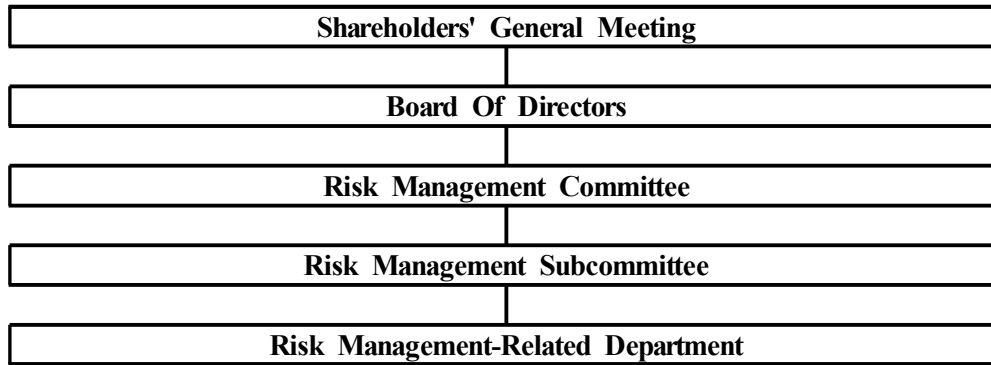 Shareholders' General Meeting
Board Of Directors
Risk Management Committee
Risk Management Subcommittee
Risk Management-Related Department